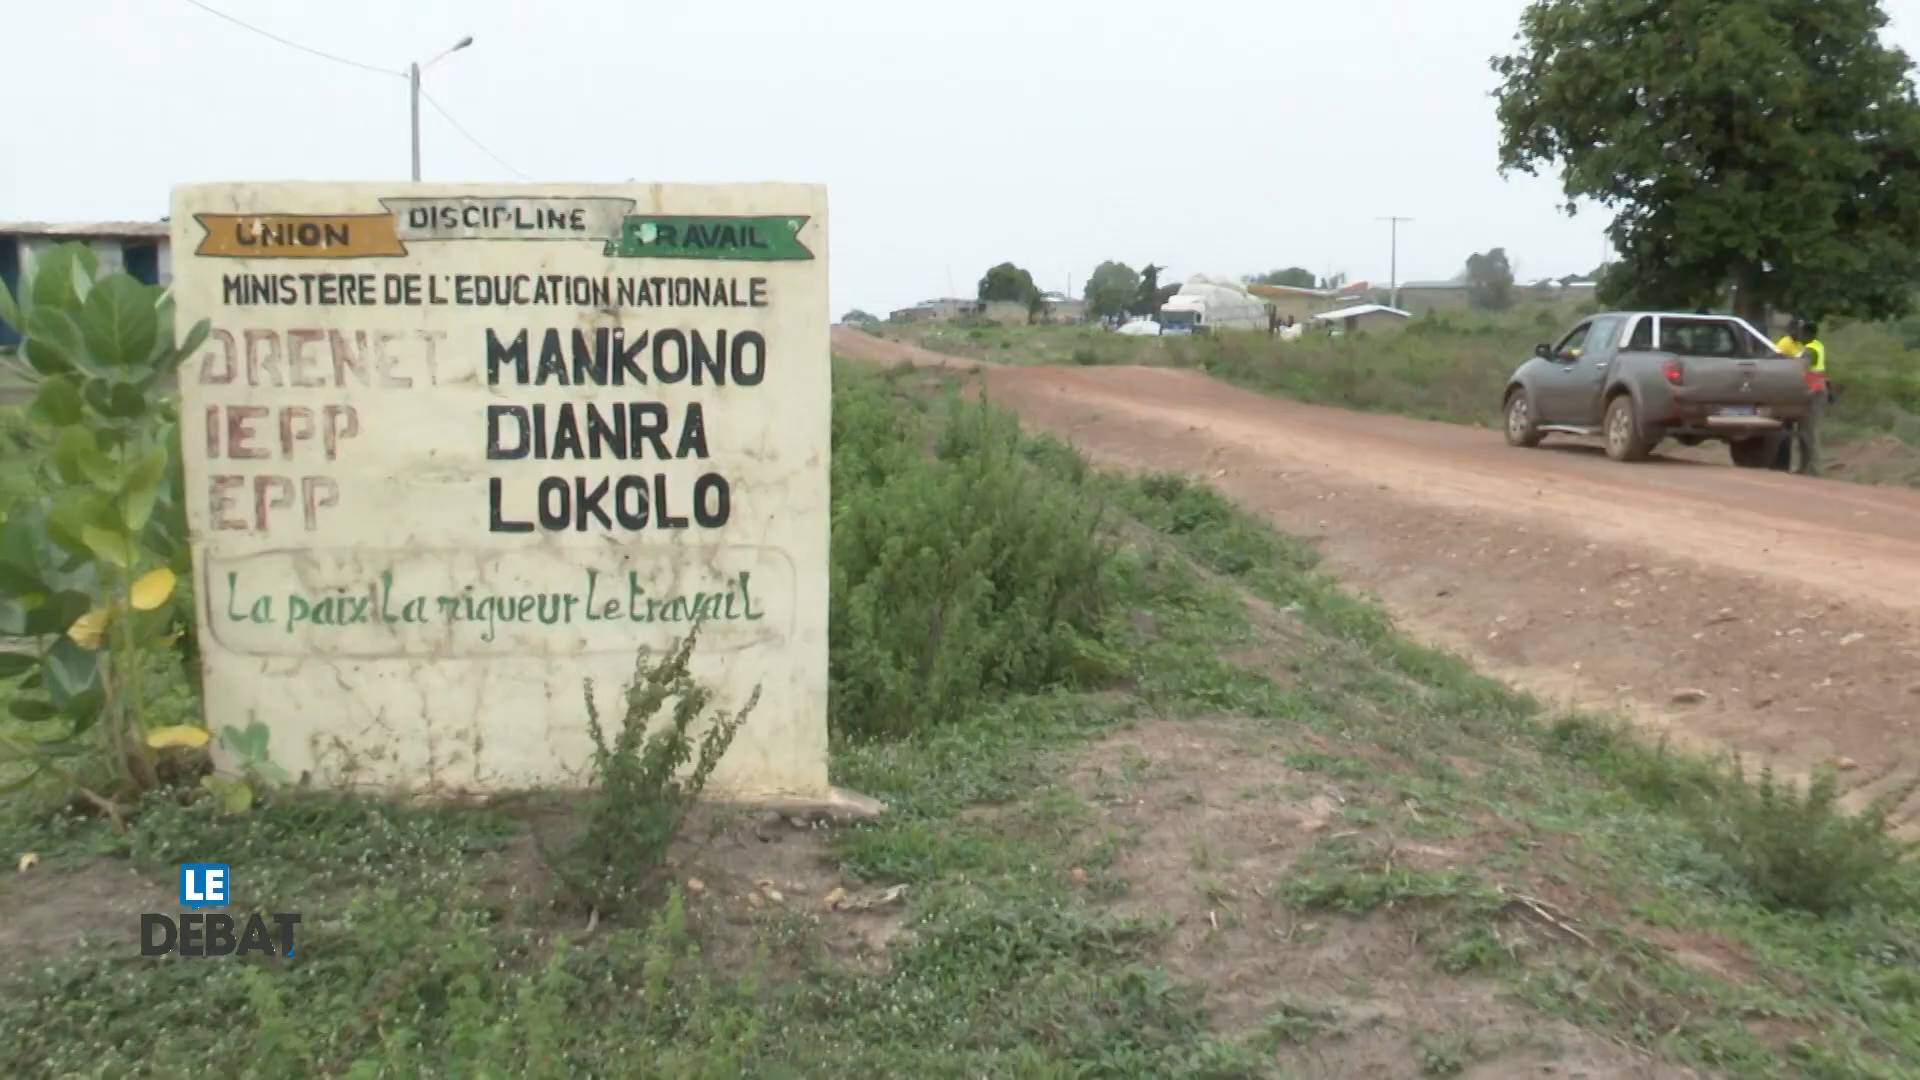 UNION DISCIPLINE TRAVAIL
MINISTERE DE L'EDUCATION NATIONALE
DRENET MANKONO
IEPP DIANRA
EPP LOKOLO
La paix La rigueur Le travail
LE
DÉBAT